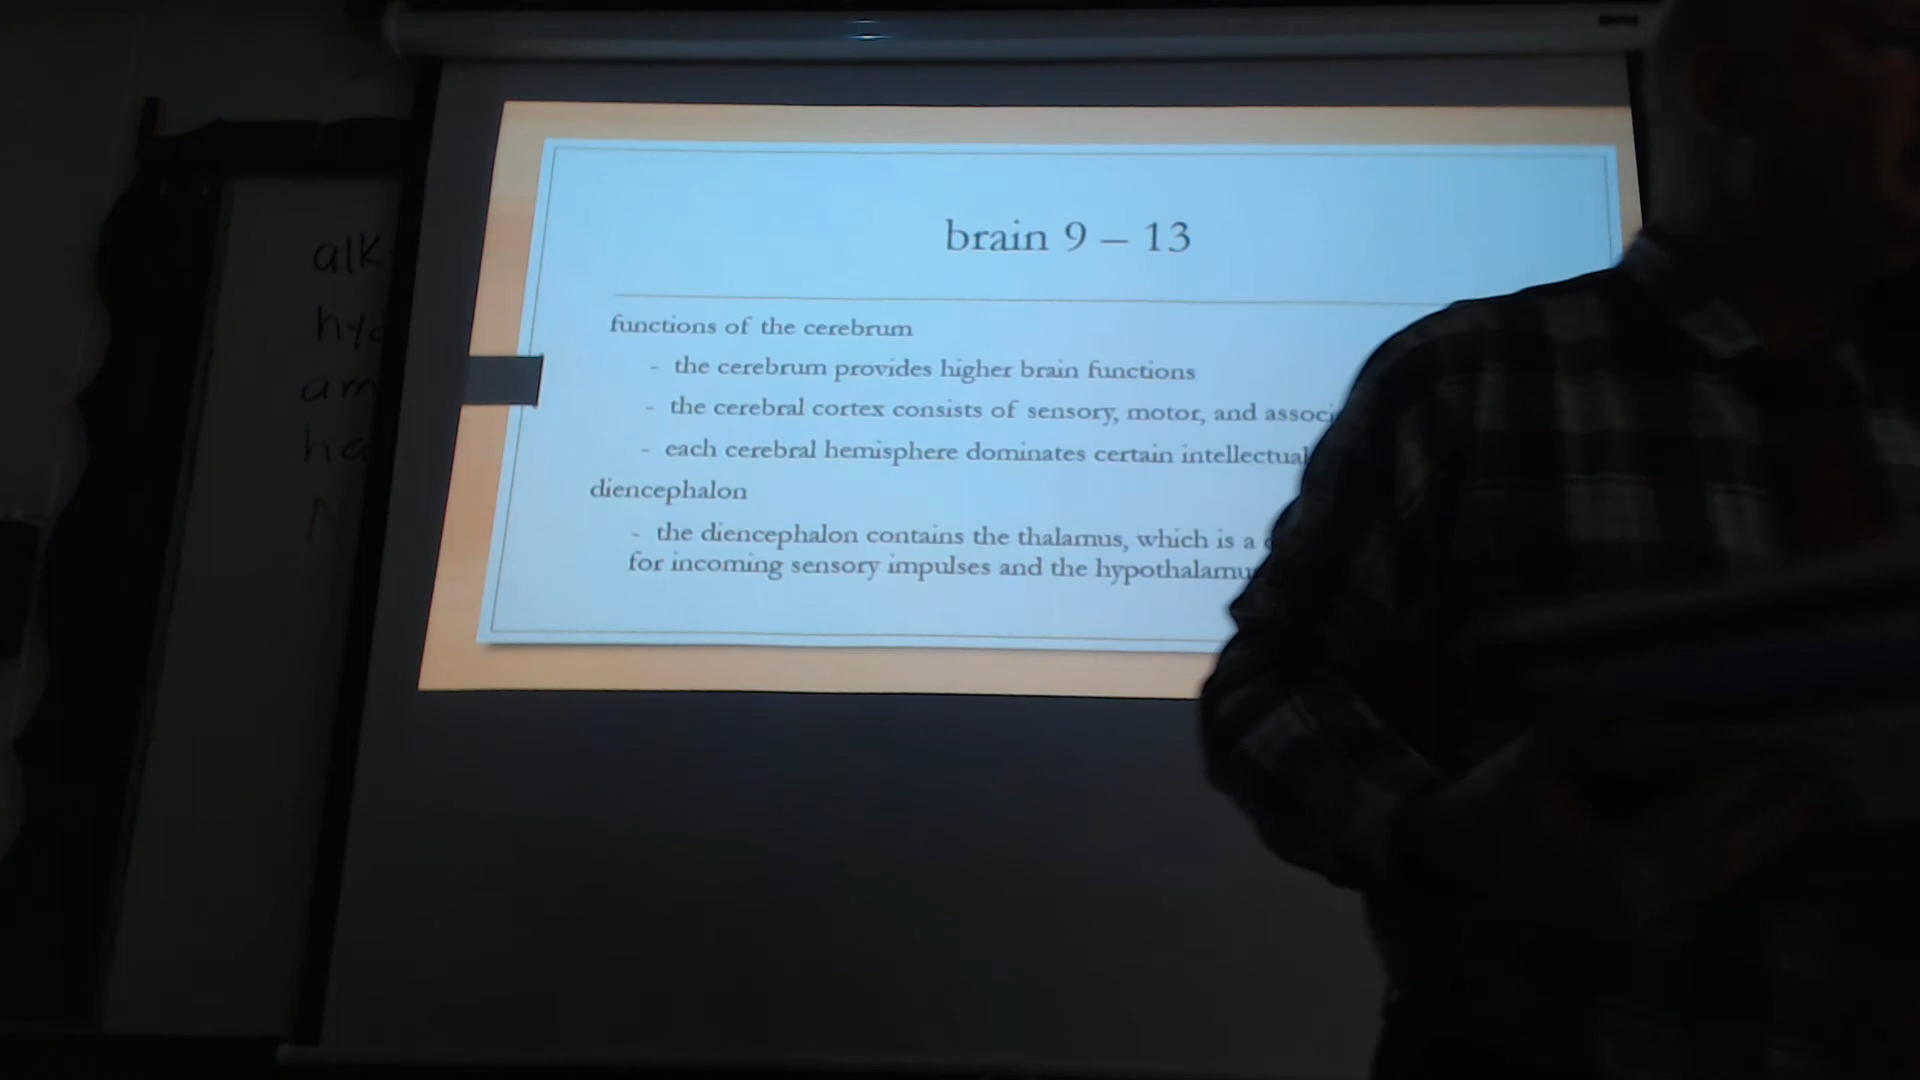 brain 9 – 13
functions of the cerebrum
- the cerebrum provides higher brain functions
- the cerebral cortex consists of sensory, motor, and associ
- each cerebral hemisphere dominates certain intellectual
diencephalon
- the diencephalon contains the thalamus, which is a
for incoming sensory impulses and the hypothalamu
alk
hyd
am
ha
N